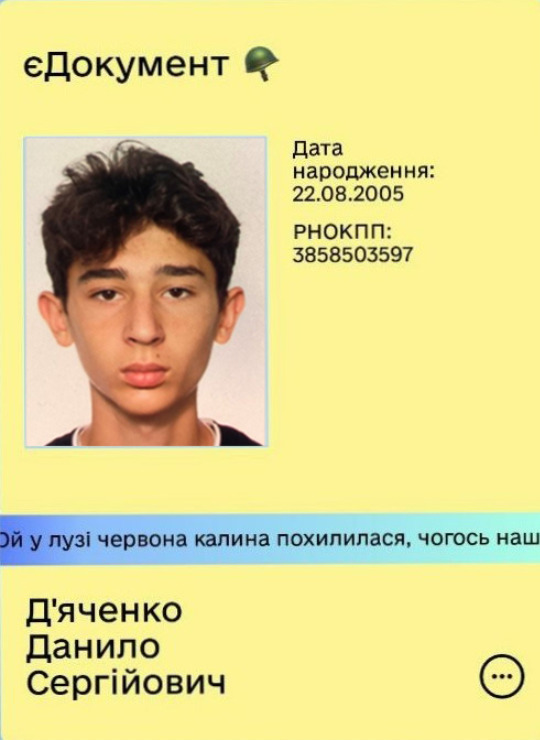 єДокумент
Дата
народження:
22.08.2005
РНОКПП:
3858503597
Ой у лузі червона калина похилилася, чогось наш
Д'яченко
Данило
Сергійович